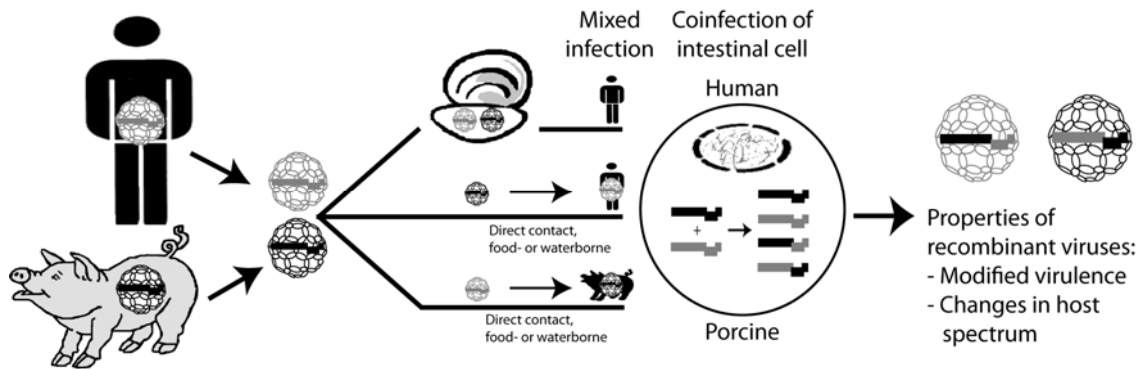 Mixed
infection
Coinfection of
intestinal cell
Human
+
Porcine
Direct contact,
food- or waterborne
Direct contact,
food- or waterborne
Properties of
recombinant viruses:
- Modified virulence
- Changes in host
spectrum